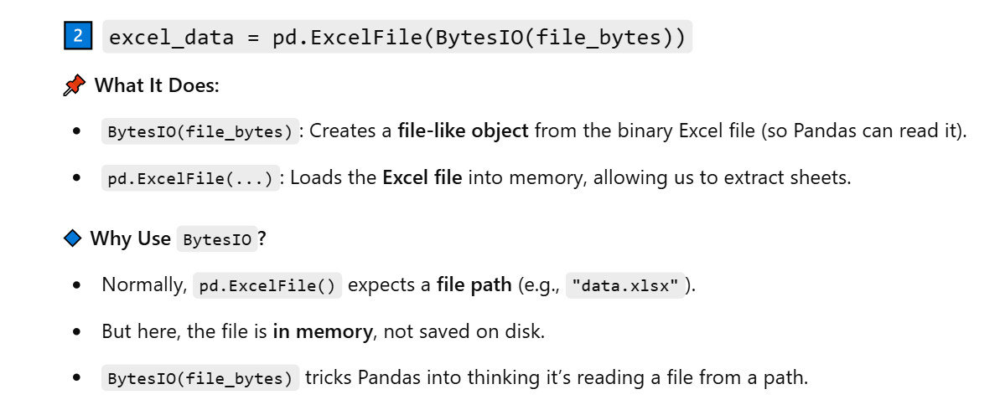 2 excel_data = pd.ExcelFile(BytesIO(file_bytes))
📌 What It Does:
• BytesIO(file_bytes): Creates a file-like object from the binary Excel file (so Pandas can read it).
• pd.ExcelFile(...): Loads the Excel file into memory, allowing us to extract sheets.
🔷 Why Use BytesIO?
• Normally, pd.ExcelFile() expects a file path (e.g., "data.xlsx").
• But here, the file is in memory, not saved on disk.
• BytesIO(file_bytes) tricks Pandas into thinking it’s reading a file from a path.